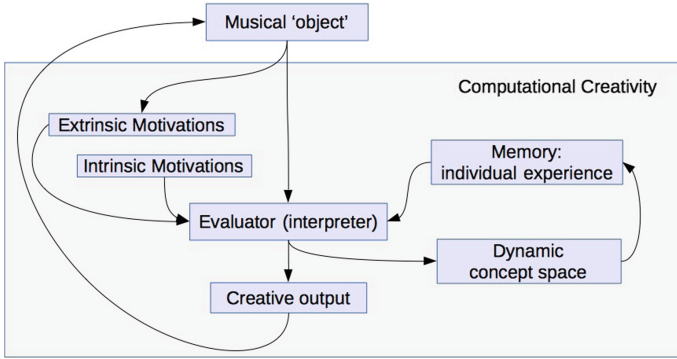 Musical ‘object’
Computational Creativity
Extrinsic Motivations
Intrinsic Motivations
Memory:
individual experience
Evaluator (interpreter)
Dynamic
concept space
Creative output